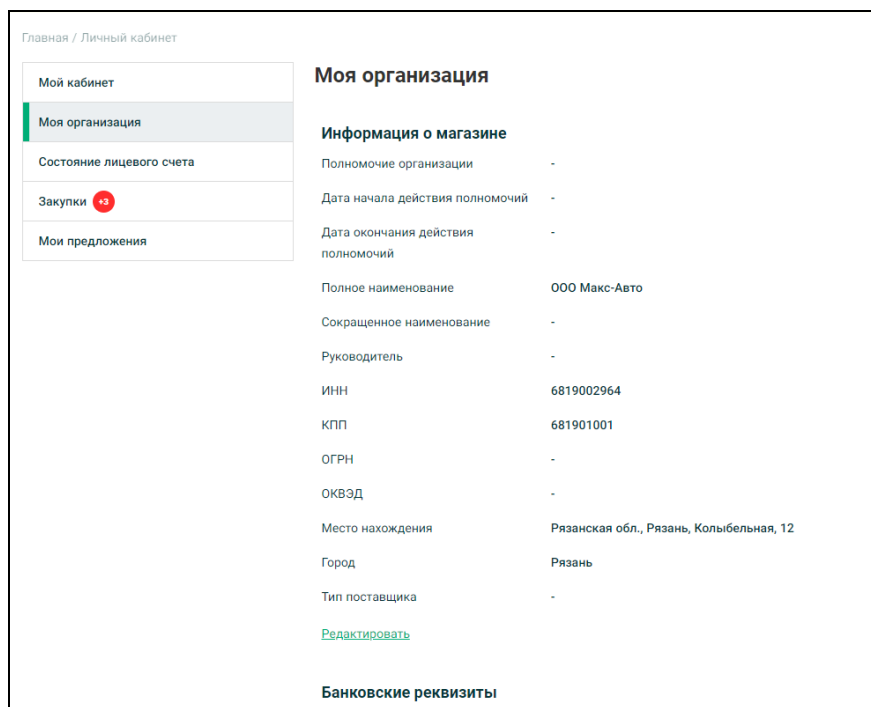 Главная / Личный кабинет
Мой кабинет
Моя организация
Состояние лицевого счета
Закупки +3
Мои предложения
Моя организация
Информация о магазине
Полномочие организации -
Дата начала действия полномочий -
Дата окончания действия -
полномочий
Полное наименование ООО Макс-Авто
Сокращенное наименование -
Руководитель -
ИНН 6819002964
КПП 681901001
ОГРН -
ОКВЭД -
Место нахождения Рязанская обл., Рязань, Колыбельная, 12
Город Рязань
Тип поставщика -
Редактировать
Банковские реквизиты